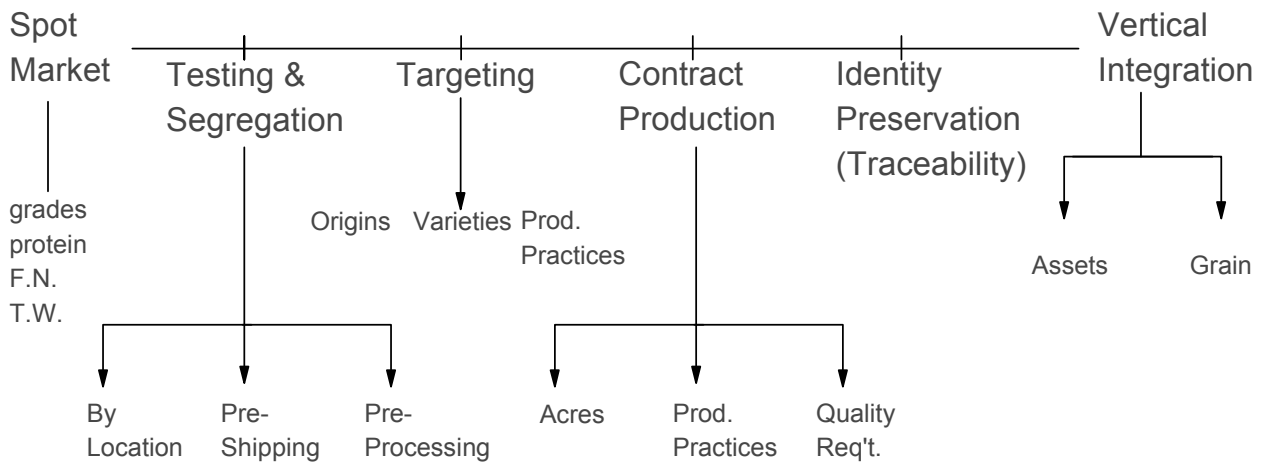 Spot
Market
Testing &
Segregation
Targeting
Contract
Production
Identity
Preservation
(Traceability)
Vertical
Integration
grades
protein
F.N.
T.W.
Origins
Varieties
Prod.
Practices
Assets
Grain
By
Location
Pre-
Shipping
Pre-
Processing
Acres
Prod.
Practices
Quality
Req't.